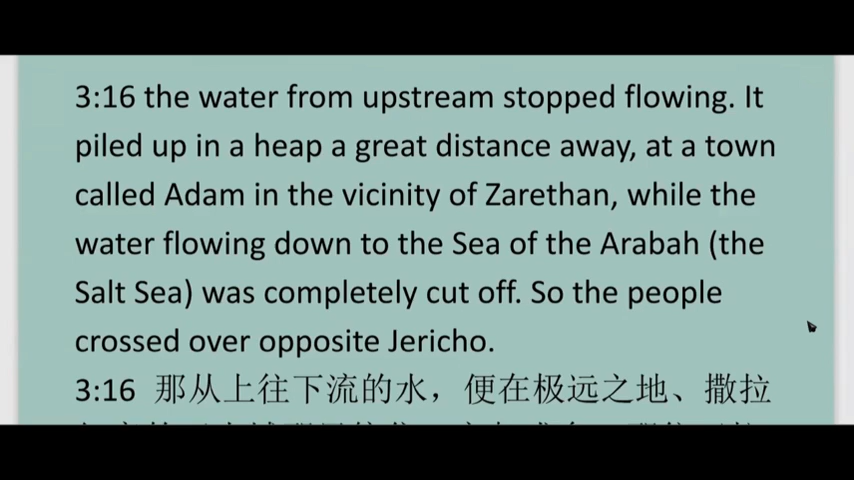 3:16 the water from upstream stopped flowing. It
piled up in a heap a great distance away, at a town
called Adam in the vicinity of Zarethan, while the
water flowing down to the Sea of the Arabah (the
Salt Sea) was completely cut off. So the people
crossed over opposite Jericho.
3:16 那从上往下流的水，便在极远之地、撒拉